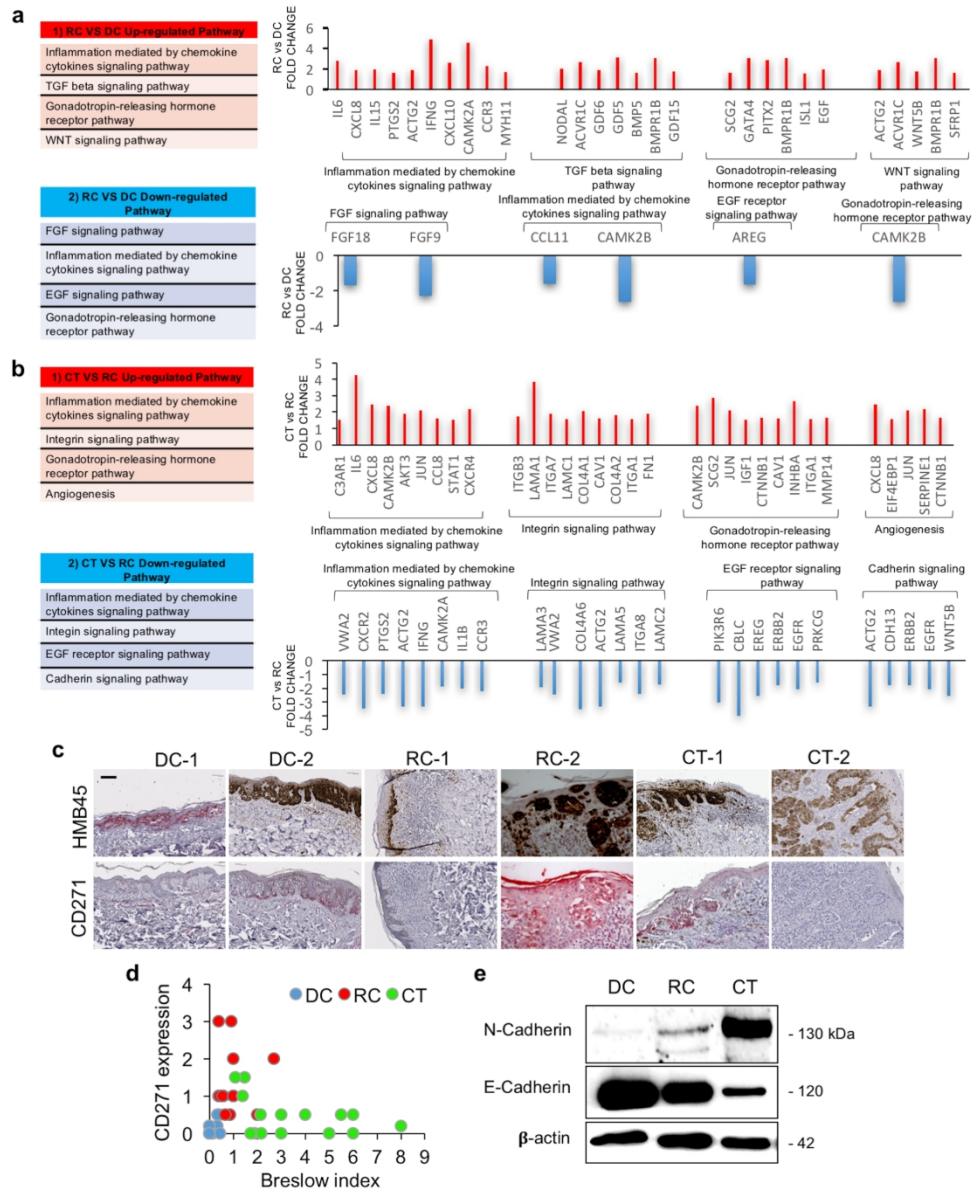 a
1) RC VS DC Up-regulated Pathway
Inflammation mediated by chemokine
cytokines signaling pathway
TGF beta signaling pathway
Gonadotropin-releasing hormone
receptor pathway
WNT signaling pathway
RC vs DC
FOLD CHANGE
6
4
2
0
IL6
CXCL8
IL15
PTGS2
ACTG2
IFNG
CXCL10
CAMK2A
CCR3
MYH11
NODAL
ACVR1C
GDF6
GDF5
BMP5
BMPR1B
GDF15
SCG2
GATA4
PITX2
BMPR1B
ISL1
EGF
ACTG2
ACVR1C
WNT5B
BMPR1B
SFRP1
Inflammation mediated by chemokine
cytokines signaling pathway
TGF beta signaling
pathway
Gonadotropin-releasing
hormone receptor pathway
WNT signaling
pathway
2) RC VS DC Down-regulated
Pathway
FGF signaling pathway
Inflammation mediated by chemokine
cytokines signaling pathway
EGF signaling pathway
Gonadotropin-releasing hormone
receptor pathway
FGF signaling pathway
Inflammation mediated by chemokine
cytokines signaling pathway
EGF receptor
signaling pathway
Gonadotropin-releasing
hormone receptor pathway
FGF18
FGF9
CCL11
CAMK2B
AREG
CAMK2B
RC vs DC
FOLD CHANGE
0
-2
-4
b
1) CT VS RC Up-regulated Pathway
Inflammation mediated by chemokine
cytokines signaling pathway
Integrin signaling pathway
Gonadotropin-releasing hormone
receptor pathway
Angiogenesis
CT vs RC
FOLD CHANGE
5
4
3
2
1
0
C3AR1
IL6
CXCL8
CAMK2B
AKT3
JUN
CCL8
STAT1
CXCR4
ITGB3
LAMA1
ITGA7
LAMC1
COL4A1
CAV1
COL4A2
ITGA1
FN1
CAMK2B
SCG2
JUN
IGF1
CTNNB1
CAV1
INHBA
ITGA1
MMP14
CXCL8
EIF4EBP1
JUN
SERPINE1
CTNNB1
Inflammation mediated by chemokine
cytokines signaling pathway
Integrin signaling pathway
Gonadotropin-releasing
hormone receptor pathway
Angiogenesis
2) CT VS RC Down-regulated
Pathway
Inflammation mediated by chemokine
cytokines signaling pathway
Integin signaling pathway
EGF receptor signaling pathway
Cadherin signaling pathway
Inflammation mediated by chemokine
cytokines signaling pathway
Integrin signaling pathway
EGF receptor signaling
pathway
Cadherin signaling
pathway
VWA2
CXCR2
PTGS2
ACTG2
IFNG
CAMK2A
IL1B
CCR3
LAMA3
VWA2
COL4A6
ACTG2
LAMA5
ITGA8
LAMC2
PIK3R6
CBLC
EREG
ERBB2
EGFR
PRKCG
ACTG2
CDH13
ERBB2
EGFR
WNT5B
CT vs RC
FOLD CHANGE
0
-1
-2
-3
-4
-5
c
DC-1 DC-2 RC-1 RC-2 CT-1 CT-2
HMB45
CD271
d
DC RC CT
CD271 expression
4
3
2
1
0
0 1 2 3 4 5 6 7 8 9
Breslow index
e
DC RC CT
N-Cadherin - 130 kDa
E-Cadherin - 120
β-actin - 42